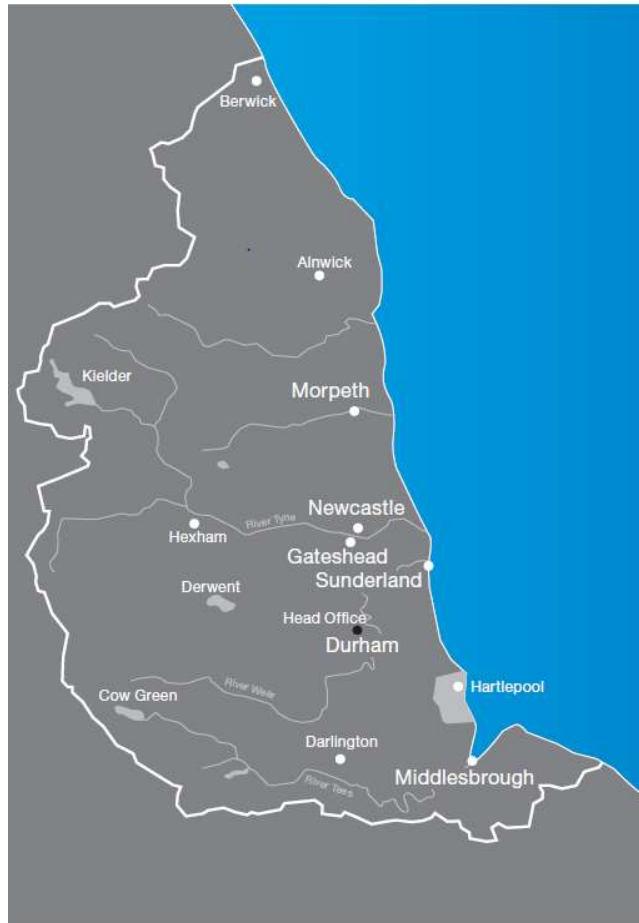 Berwick
Alnwick
Kielder
Morpeth
Newcastle
River Tyne
Hexham
Gateshead
Sunderland
Derwent
Head Office
Durham
River Weir
Cow Green
Hartlepool
Darlington
Middlesbrough
River Tees